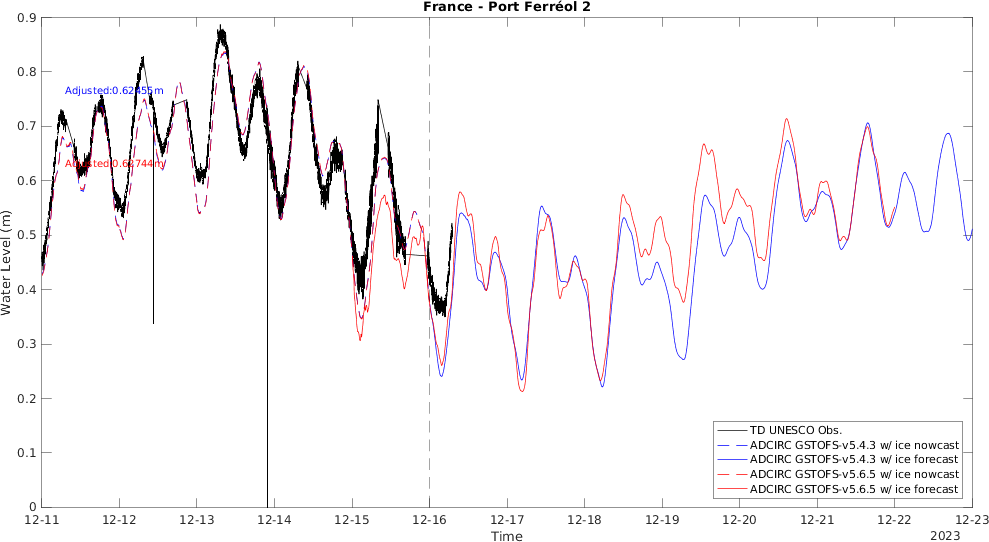 France - Port Ferréol 2
0.9
0.8
0.7
0.6
0.5
0.4
0.3
0.2
0.1
0
Water Level (m)
Adjusted:0.62455m
TD UNESCO Obs.
ADCIRC GSTOFS-v5.4.3 w/ ice nowcast
ADCIRC GSTOFS-v5.4.3 w/ ice forecast
ADCIRC GSTOFS-v5.6.5 w/ ice nowcast
ADCIRC GSTOFS-v5.6.5 w/ ice forecast
12-11 12-12 12-13 12-14 12-15 12-16 12-17 12-18 12-19 12-20 12-21 12-22 12-23
Time
2023